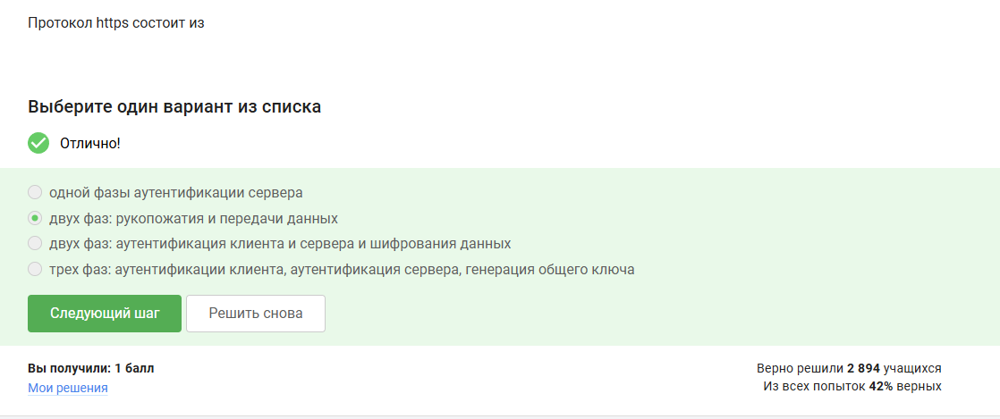 Протокол https состоит из
Выберите один вариант из списка
Отлично!
одной фазы аутентификации сервера
двух фаз: рукопожатия и передачи данных
двух фаз: аутентификация клиента и сервера и шифрования данных
трех фаз: аутентификации клиента, аутентификация сервера, генерация общего ключа
Следующий шаг
Решить снова
Вы получили: 1 балл
Мои решения
Верно решили 2 894 учащихся
Из всех попыток 42% верных